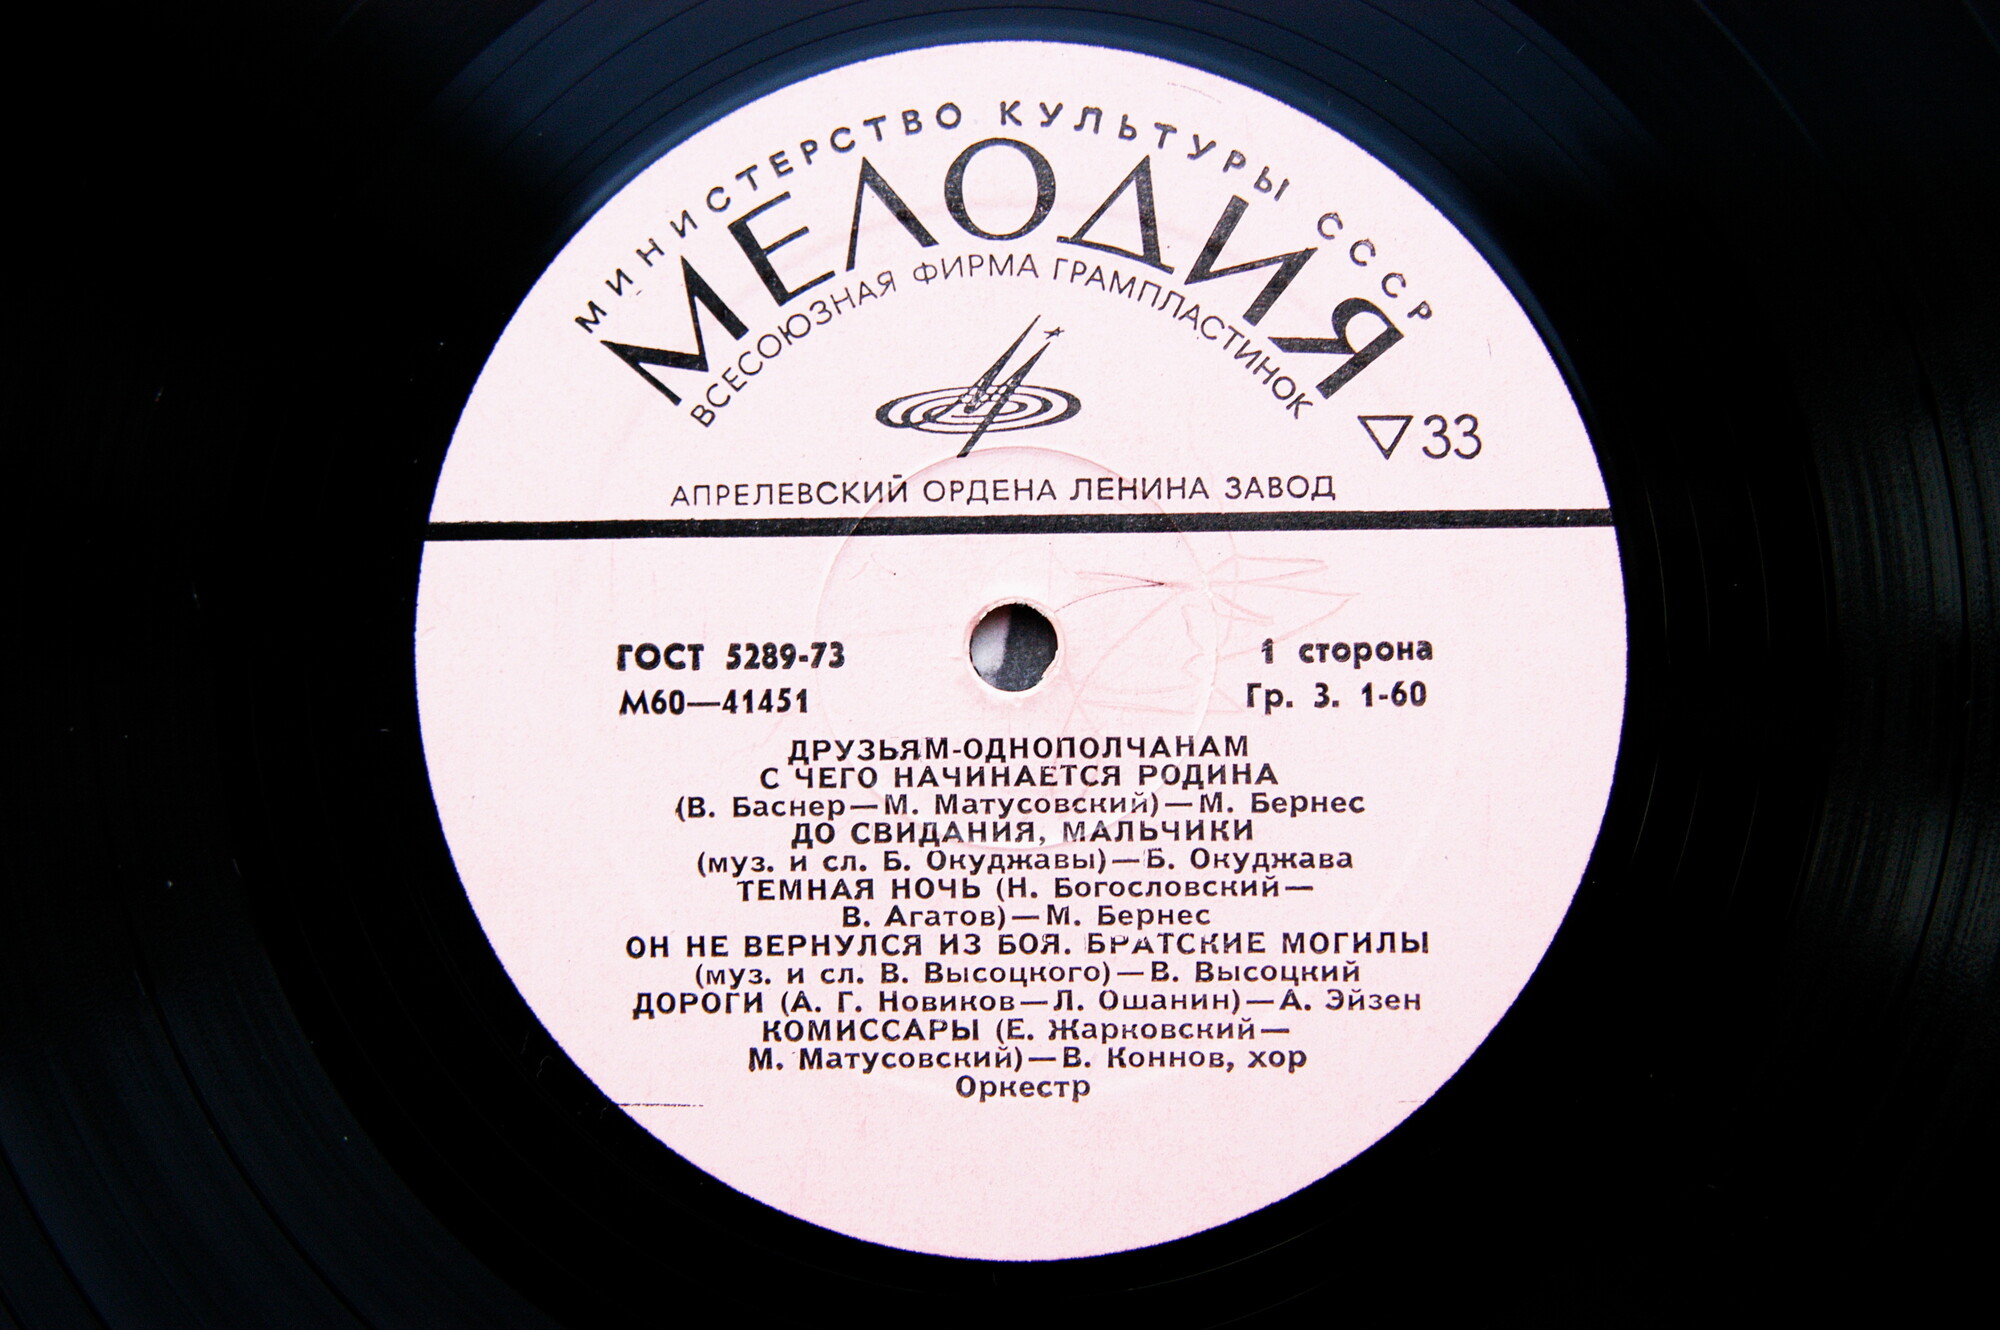 МИНИСТЕРСТВО КУЛЬТУРЫ СССР
МЕЛОДИЯ
ВСЕСОЮЗНАЯ ФИРМА ГРАМПЛАСТИНОК
33
АПРЕЛЕВСКИЙ ОРДЕНА ЛЕНИНА ЗАВОД
ГОСТ 5289-73
1 сторона
М60—41451
Гр. 3. 1-60
ДРУЗЬЯМ-ОДНОПОЛЧАНАМ
С ЧЕГО НАЧИНАЕТСЯ РОДИНА
(В. Баснер—М. Матусовский)—М. Бернес
ДО СВИДАНИЯ, МАЛЬЧИКИ
(муз. и сл. Б. Окуджавы)—Б. Окуджава
ТЕМНАЯ НОЧЬ (Н. Богословский—
В. Агатов)—М. Бернес
ОН НЕ ВЕРНУЛСЯ ИЗ БОЯ. БРАТСКИЕ МОГИЛЫ
(муз. и сл. В. Высоцкого)—В. Высоцкий
ДОРОГИ (А. Г. Новиков—Л. Ошанин)—А. Эйзен
КОМИССАРЫ (Е. Жарковский—
М. Матусовский)—В. Коннов, хор
Оркестр